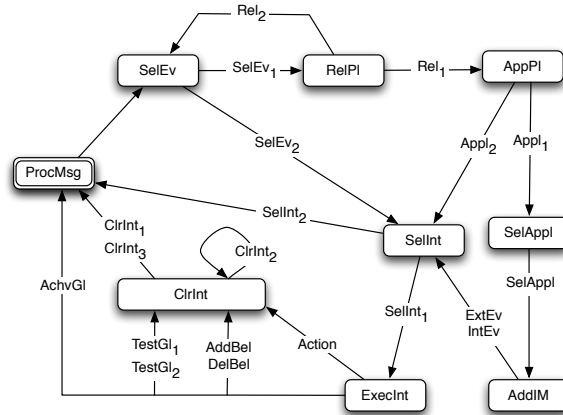 Rel2
SelEv
SelEv1
RelPl
Rel1
AppPl
SelEv2
Appl2
Appl1
ProcMsg
SelInt2
ClrInt1
ClrInt3
ClrInt2
SelInt
SelAppl
AchvGl
ClrInt
SelInt1
SelAppl
TestGl1
TestGl2
AddBel
DelBel
Action
ExtEv
IntEv
ExecInt
AddIM